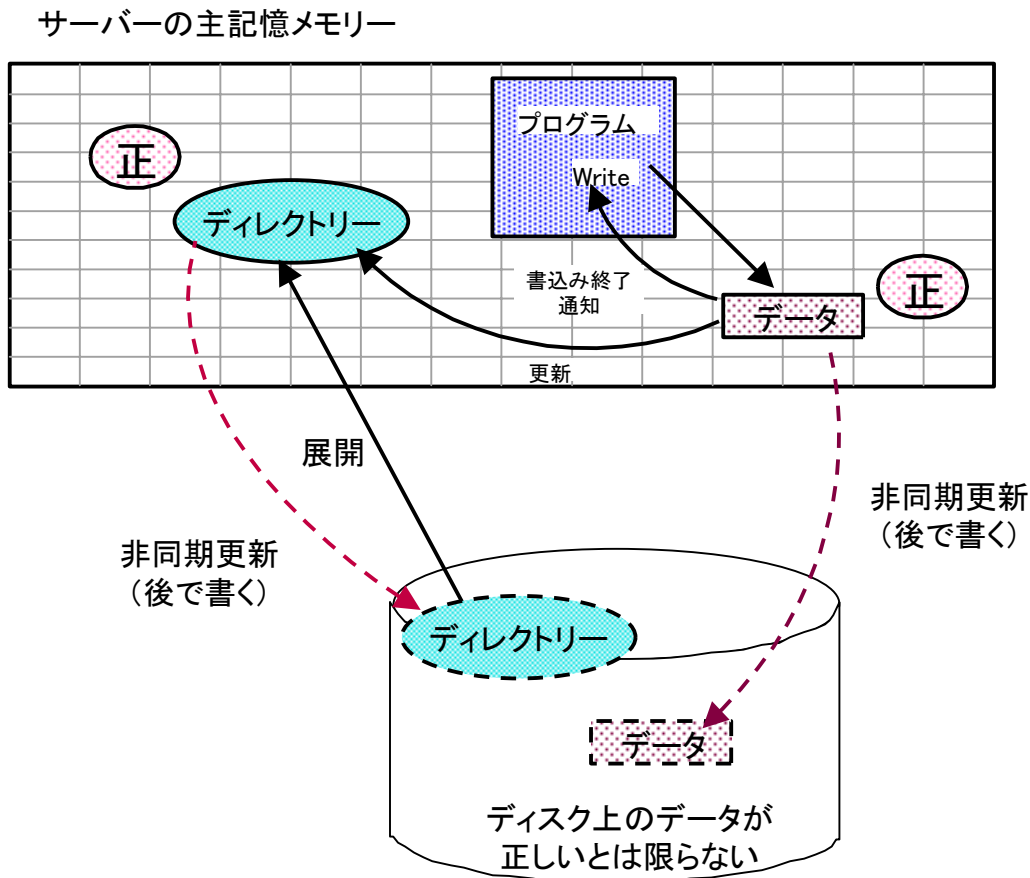 サーバーの主記憶メモリー
プログラム
正
Write
ディレクトリー
書込み終了
通知
正
データ
更新
展開
非同期更新
（後で書く）
非同期更新
（後で書く）
ディレクトリー
データ
ディスク上のデータが
正しいとは限らない